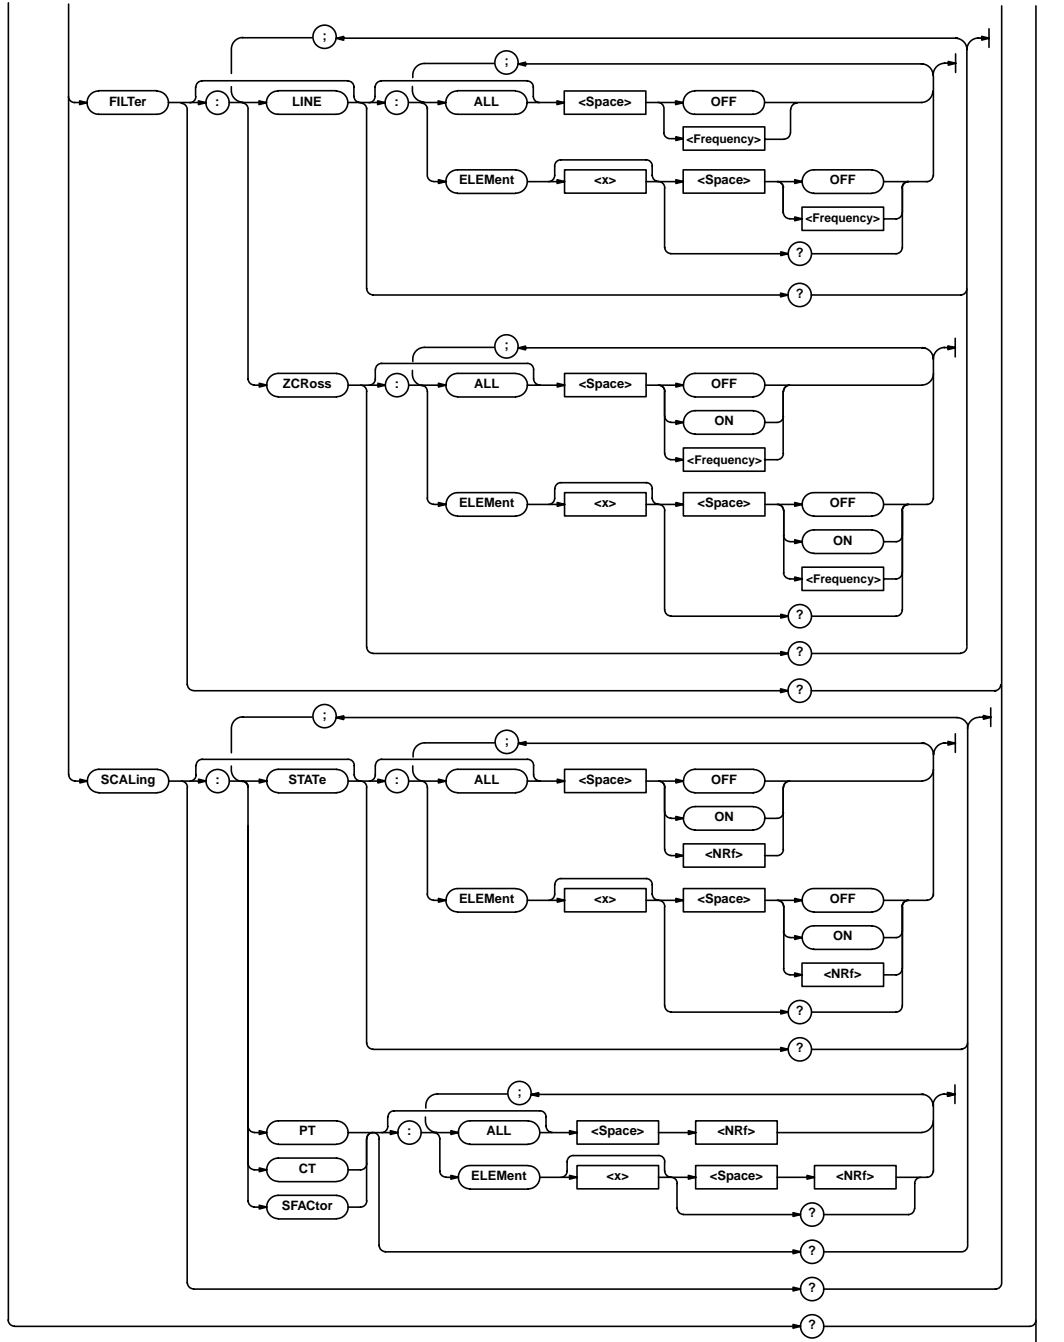 ;
;
FILTer : LINE : ALL <Space> OFF
<Frequency>
ELEMent <x> <Space> OFF
<Frequency>
?
?
;
ZCRoss : ALL <Space> OFF
ON
<Frequency>
ELEMent <x> <Space> OFF
ON
<Frequency>
?
?
?
;
;
SCALing : STATe : ALL <Space> OFF
ON
<NRf>
ELEMent <x> <Space> OFF
ON
<NRf>
?
?
;
PT : ALL <Space> <NRf>
CT ELEMent <x> <Space> <NRf>
SFACtor ?
?
?
?